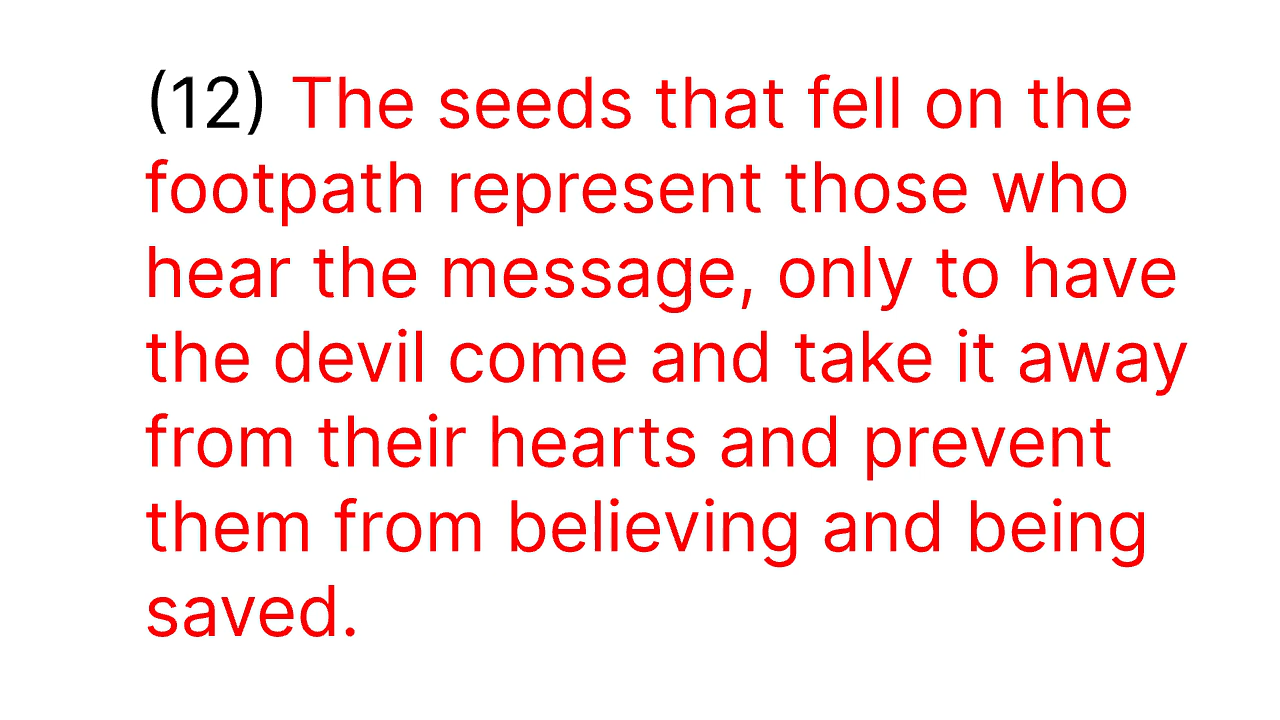 (12) The seeds that fell on the
footpath represent those who
hear the message, only to have
the devil come and take it away
from their hearts and prevent
them from believing and being
saved.